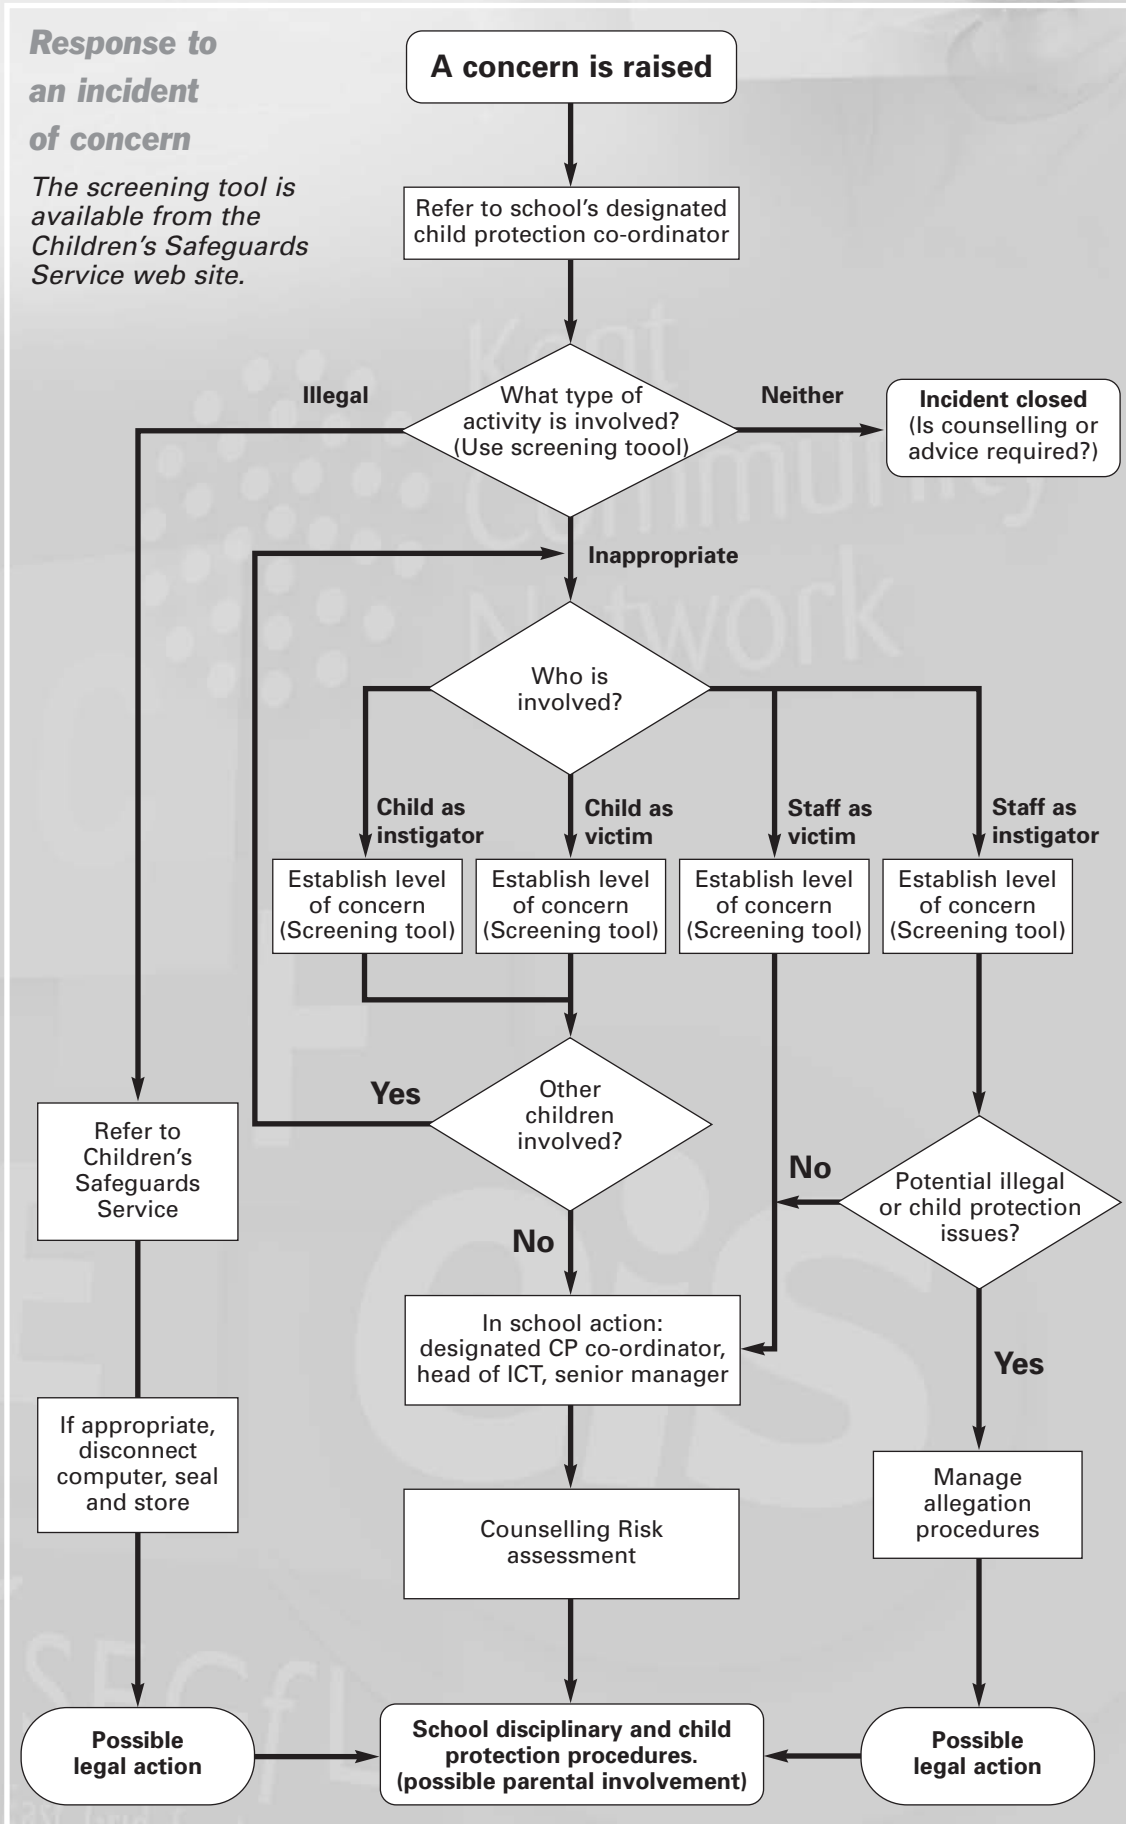 Response to
an incident
of concern
The screening tool is
available from the
Children's Safeguards
Service web site.
A concern is raised
Refer to school's designated
child protection co-ordinator
Illegal
What type of
activity is involved?
(Use screening toool)
Neither
Incident closed
(Is counselling or
advice required?)
Inappropriate
Who is
involved?
Child as
instigator
Child as
victim
Staff as
victim
Staff as
instigator
Establish level
of concern
(Screening tool)
Establish level
of concern
(Screening tool)
Establish level
of concern
(Screening tool)
Establish level
of concern
(Screening tool)
Yes
Other
children
involved?
No
Refer to
Children's
Safeguards
Service
No
Potential illegal
or child protection
issues?
Yes
In school action:
designated CP co-ordinator,
head of ICT, senior manager
If appropriate,
disconnect
computer, seal
and store
Counselling Risk
assessment
Manage
allegation
procedures
Possible
legal action
School disciplinary and child
protection procedures.
(possible parental involvement)
Possible
legal action
Kent
Community
Network
eis